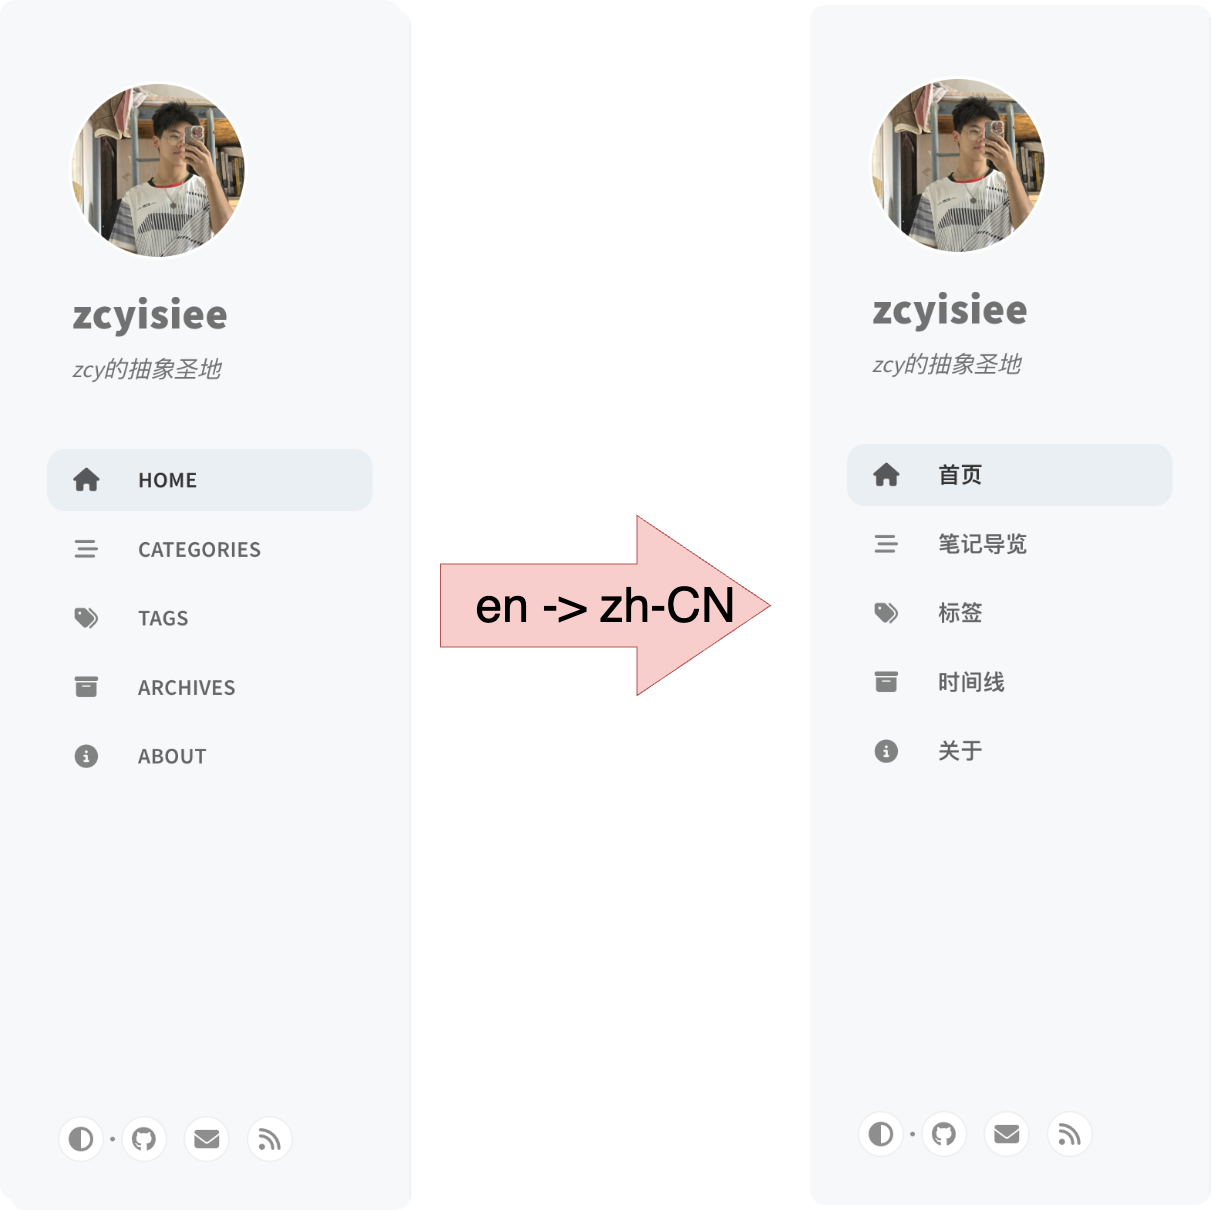 zcyisiee
zcy的抽象圣地
HOME
CATEGORIES
TAGS
ARCHIVES
ABOUT
en -> zh-CN
zcyisiee
zcy的抽象圣地
首页
笔记导览
标签
时间线
关于